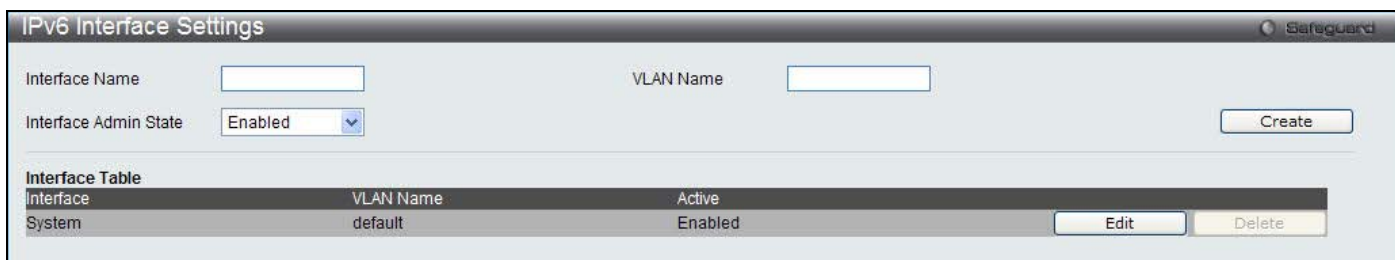 IPv6 Interface Settings
Safeguard
Interface Name
VLAN Name
Interface Admin State
Enabled
Create
Interface Table
Interface VLAN Name Active
System default Enabled Edit Delete